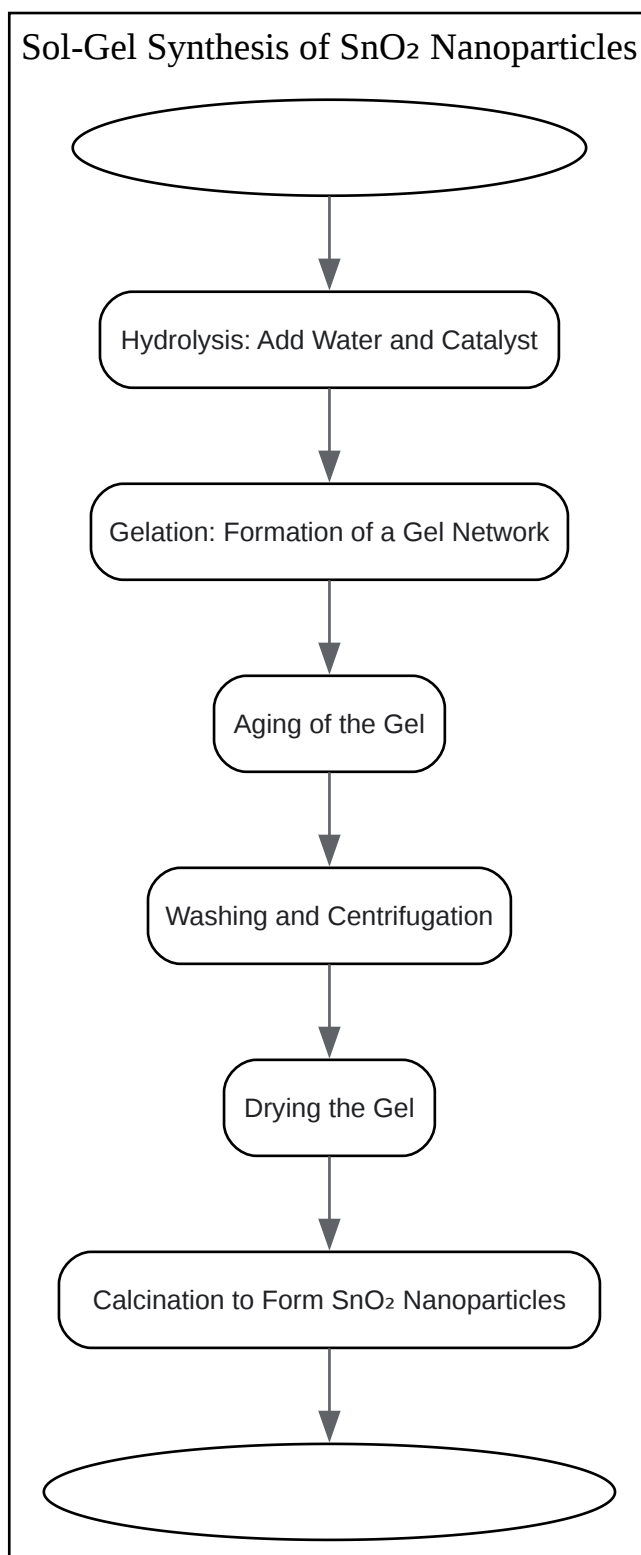 Sol-Gel Synthesis of SnO₂ Nanoparticles
Hydrolysis: Add Water and Catalyst
Gelation: Formation of a Gel Network
Aging of the Gel
Washing and Centrifugation
Drying the Gel
Calcination to Form SnO₂ Nanoparticles